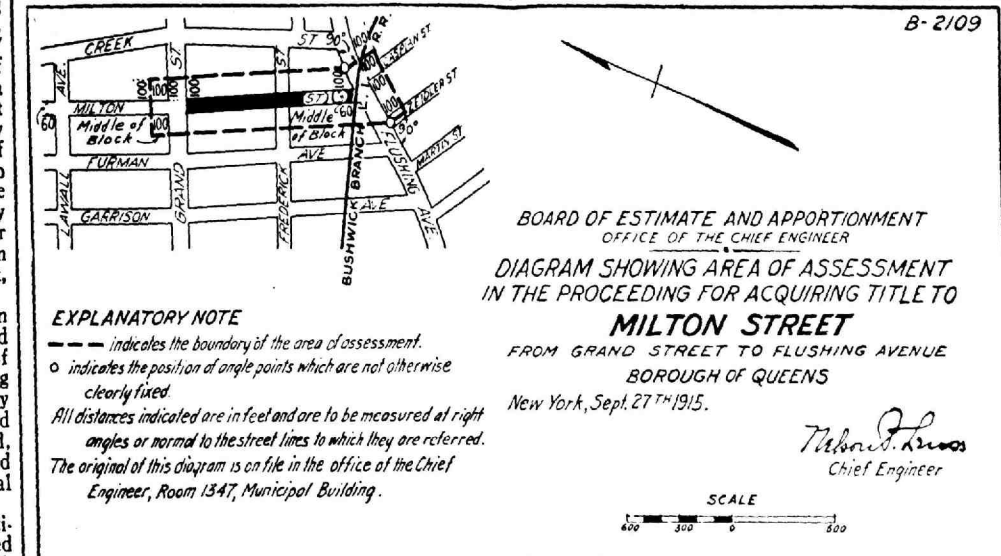 B-2109
CREEK ST
90°
R. R.
100
CASPIAN ST
AVE
ST
ST
100'
100
100
100
100
100
100
100
ZEIDLER ST
MILTON
ST
60
60
Middle of
Block
100
Middle
of Block
90°
FURMAN AVE
FLUSHING AVE
MARTIN ST
GARRISON AVE
LAWALL
GRAND
FREDERICK
BUSHWICK BRANCH L. I.
BOARD OF ESTIMATE AND APPORTIONMENT
OFFICE OF THE CHIEF ENGINEER
DIAGRAM SHOWING AREA OF ASSESSMENT
IN THE PROCEEDING FOR ACQUIRING TITLE TO
MILTON STREET
FROM GRAND STREET TO FLUSHING AVENUE
BOROUGH OF QUEENS
New York, Sept. 27TH 1915.
Chief Engineer
SCALE
600 300 0 600
EXPLANATORY NOTE
indicates the boundary of the area of assessment.
o indicates the position of angle points which are not otherwise
clearly fixed.
All distances indicated are in feet and are to be measured at right
angles or normal to the street lines to which they are referred.
The original of this diagram is on file in the office of the Chief
Engineer, Room 1347, Municipal Building.